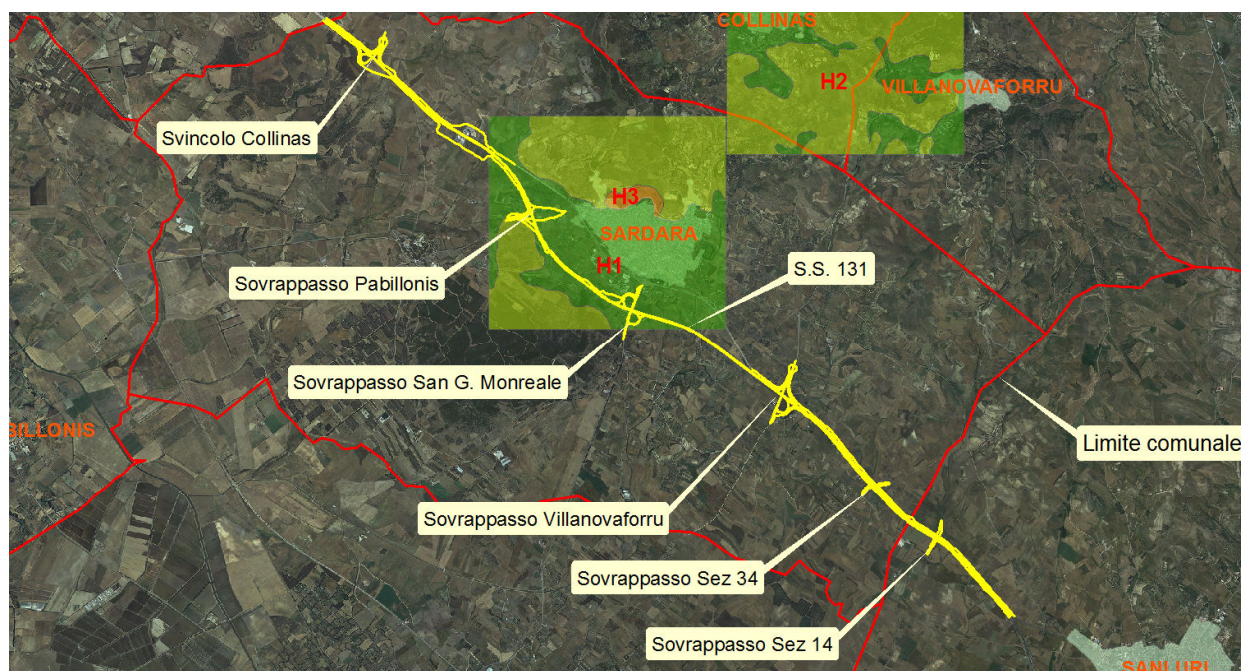 COLLINAS
H2
VILLANOVAFORRU
Svincolo Collinas
H3
SARDARA
H1
S.S. 131
Sovrappasso Pabillonis
Sovrappasso San G. Monreale
BILLONIS
Limite comunale
Sovrappasso Villanovaforru
Sovrappasso Sez 34
Sovrappasso Sez 14
SANLURI